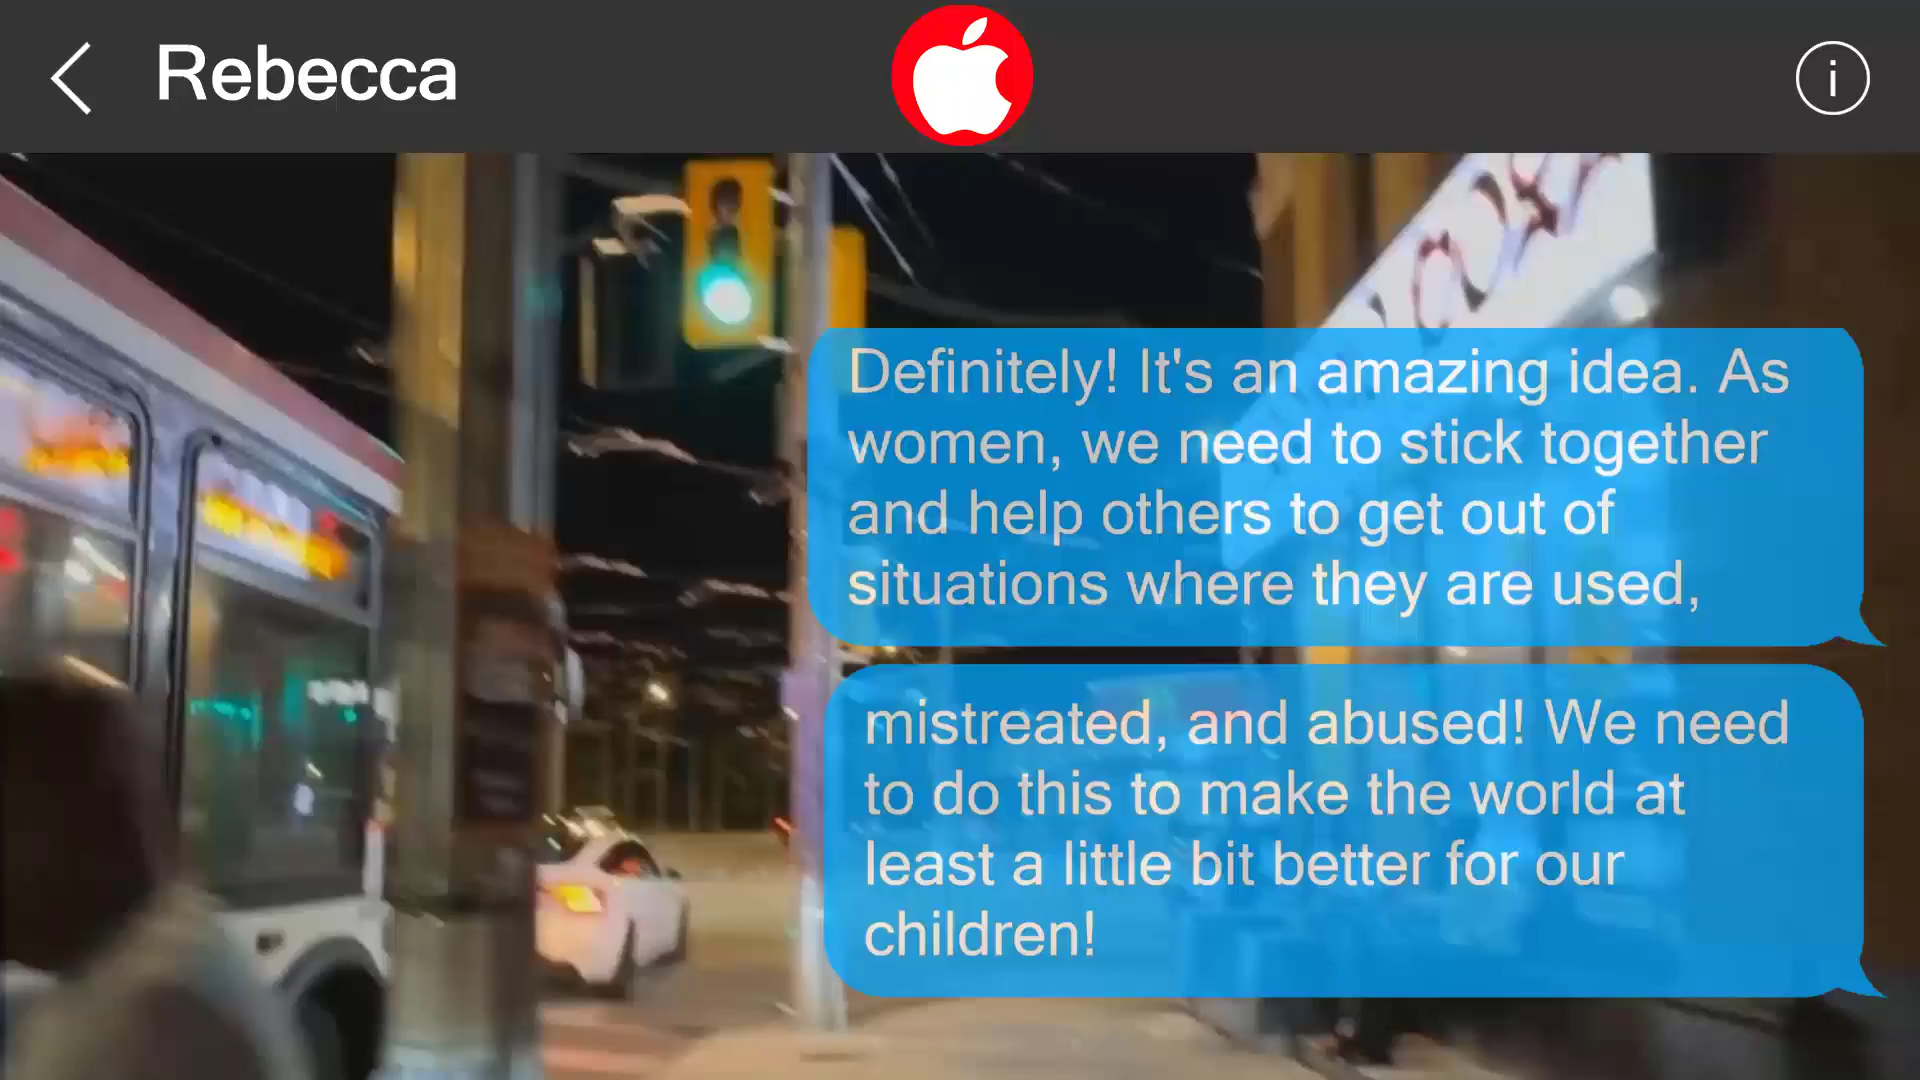 Rebecca
i
Definitely! It's an amazing idea. As
women, we need to stick together
and help others to get out of
situations where they are used,
mistreated, and abused! We need
to do this to make the world at
least a little bit better for our
children!